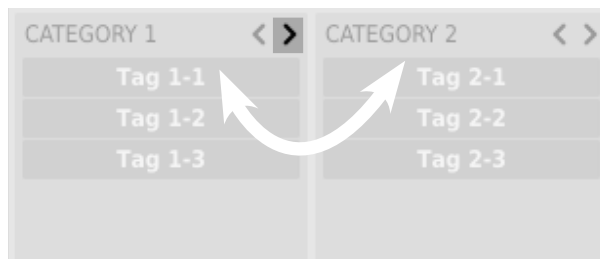 CATEGORY 1
Tag 1-1
Tag 1-2
Tag 1-3
CATEGORY 2
Tag 2-1
Tag 2-2
Tag 2-3